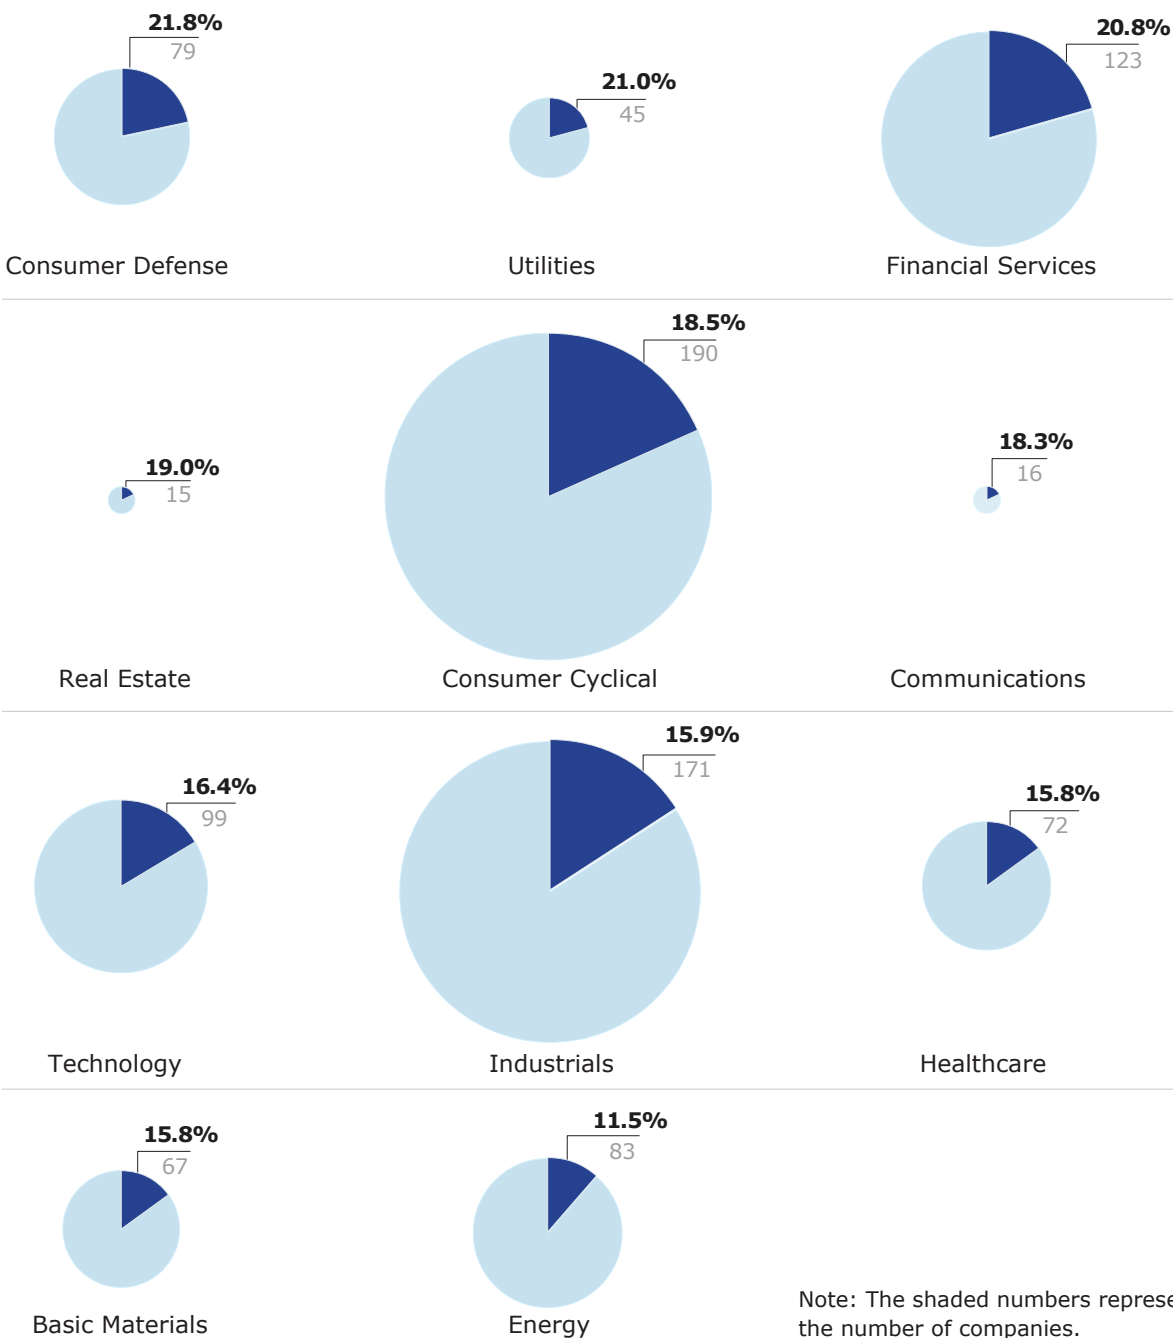 21.8%
79
Consumer Defense
21.0%
45
Utilities
20.8%
123
Financial Services
19.0%
15
Real Estate
18.5%
190
Consumer Cyclical
18.3%
16
Communications
16.4%
99
Technology
15.9%
171
Industrials
15.8%
72
Healthcare
15.8%
67
Basic Materials
11.5%
83
Energy
Note: The shaded numbers represe
the number of companies.